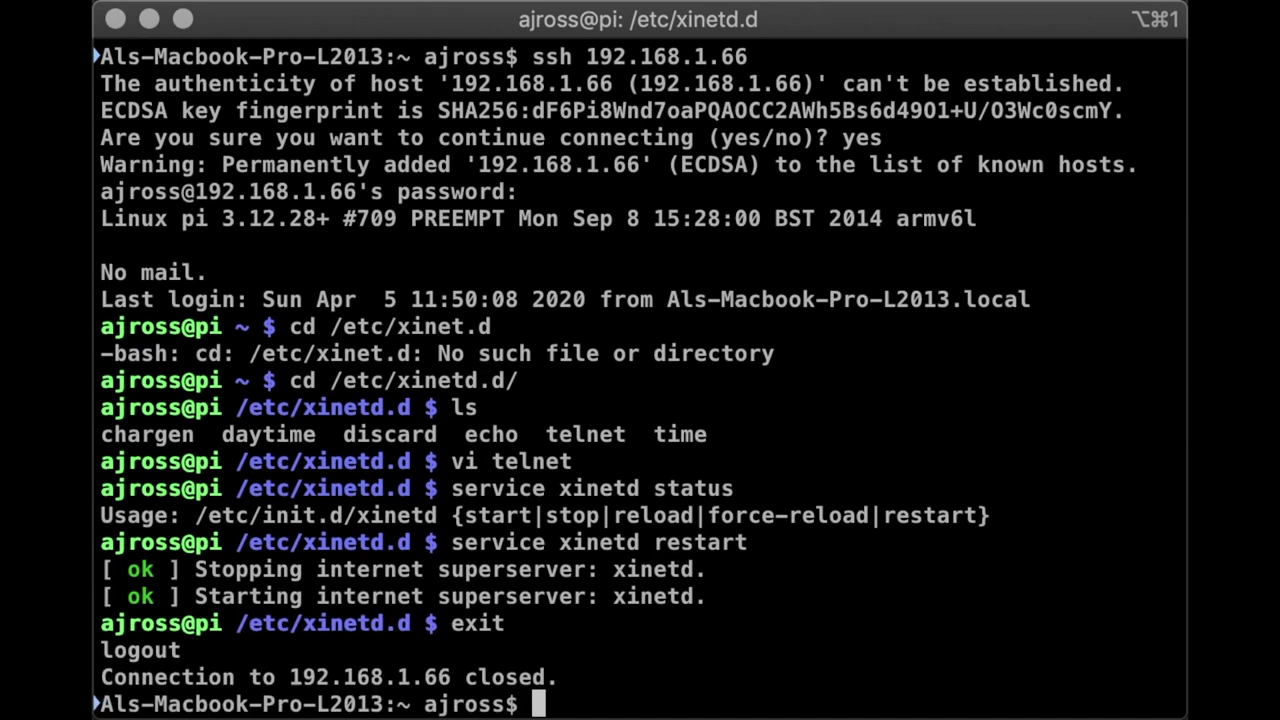 ajross@pi: /etc/xinetd.d
⌥⌘1
Als-Macbook-Pro-L2013:~ ajross$ ssh 192.168.1.66
The authenticity of host '192.168.1.66 (192.168.1.66)' can't be established.
ECDSA key fingerprint is SHA256:dF6Pi8Wnd7oaPQAOCC2AWh5Bs6d49O1+U/O3Wc0scmY.
Are you sure you want to continue connecting (yes/no)? yes
Warning: Permanently added '192.168.1.66' (ECDSA) to the list of known hosts.
ajross@192.168.1.66's password:
Linux pi 3.12.28+ #709 PREEMPT Mon Sep 8 15:28:00 BST 2014 armv6l
No mail.
Last login: Sun Apr  5 11:50:08 2020 from Als-Macbook-Pro-L2013.local
ajross@pi ~ $ cd /etc/xinet.d
-bash: cd: /etc/xinet.d: No such file or directory
ajross@pi ~ $ cd /etc/xinetd.d/
ajross@pi /etc/xinetd.d $ ls
chargen  daytime  discard  echo  telnet  time
ajross@pi /etc/xinetd.d $ vi telnet
ajross@pi /etc/xinetd.d $ service xinetd status
Usage: /etc/init.d/xinetd {start|stop|reload|force-reload|restart}
ajross@pi /etc/xinetd.d $ service xinetd restart
[ ok ] Stopping internet superserver: xinetd.
[ ok ] Starting internet superserver: xinetd.
ajross@pi /etc/xinetd.d $ exit
logout
Connection to 192.168.1.66 closed.
Als-Macbook-Pro-L2013:~ ajross$